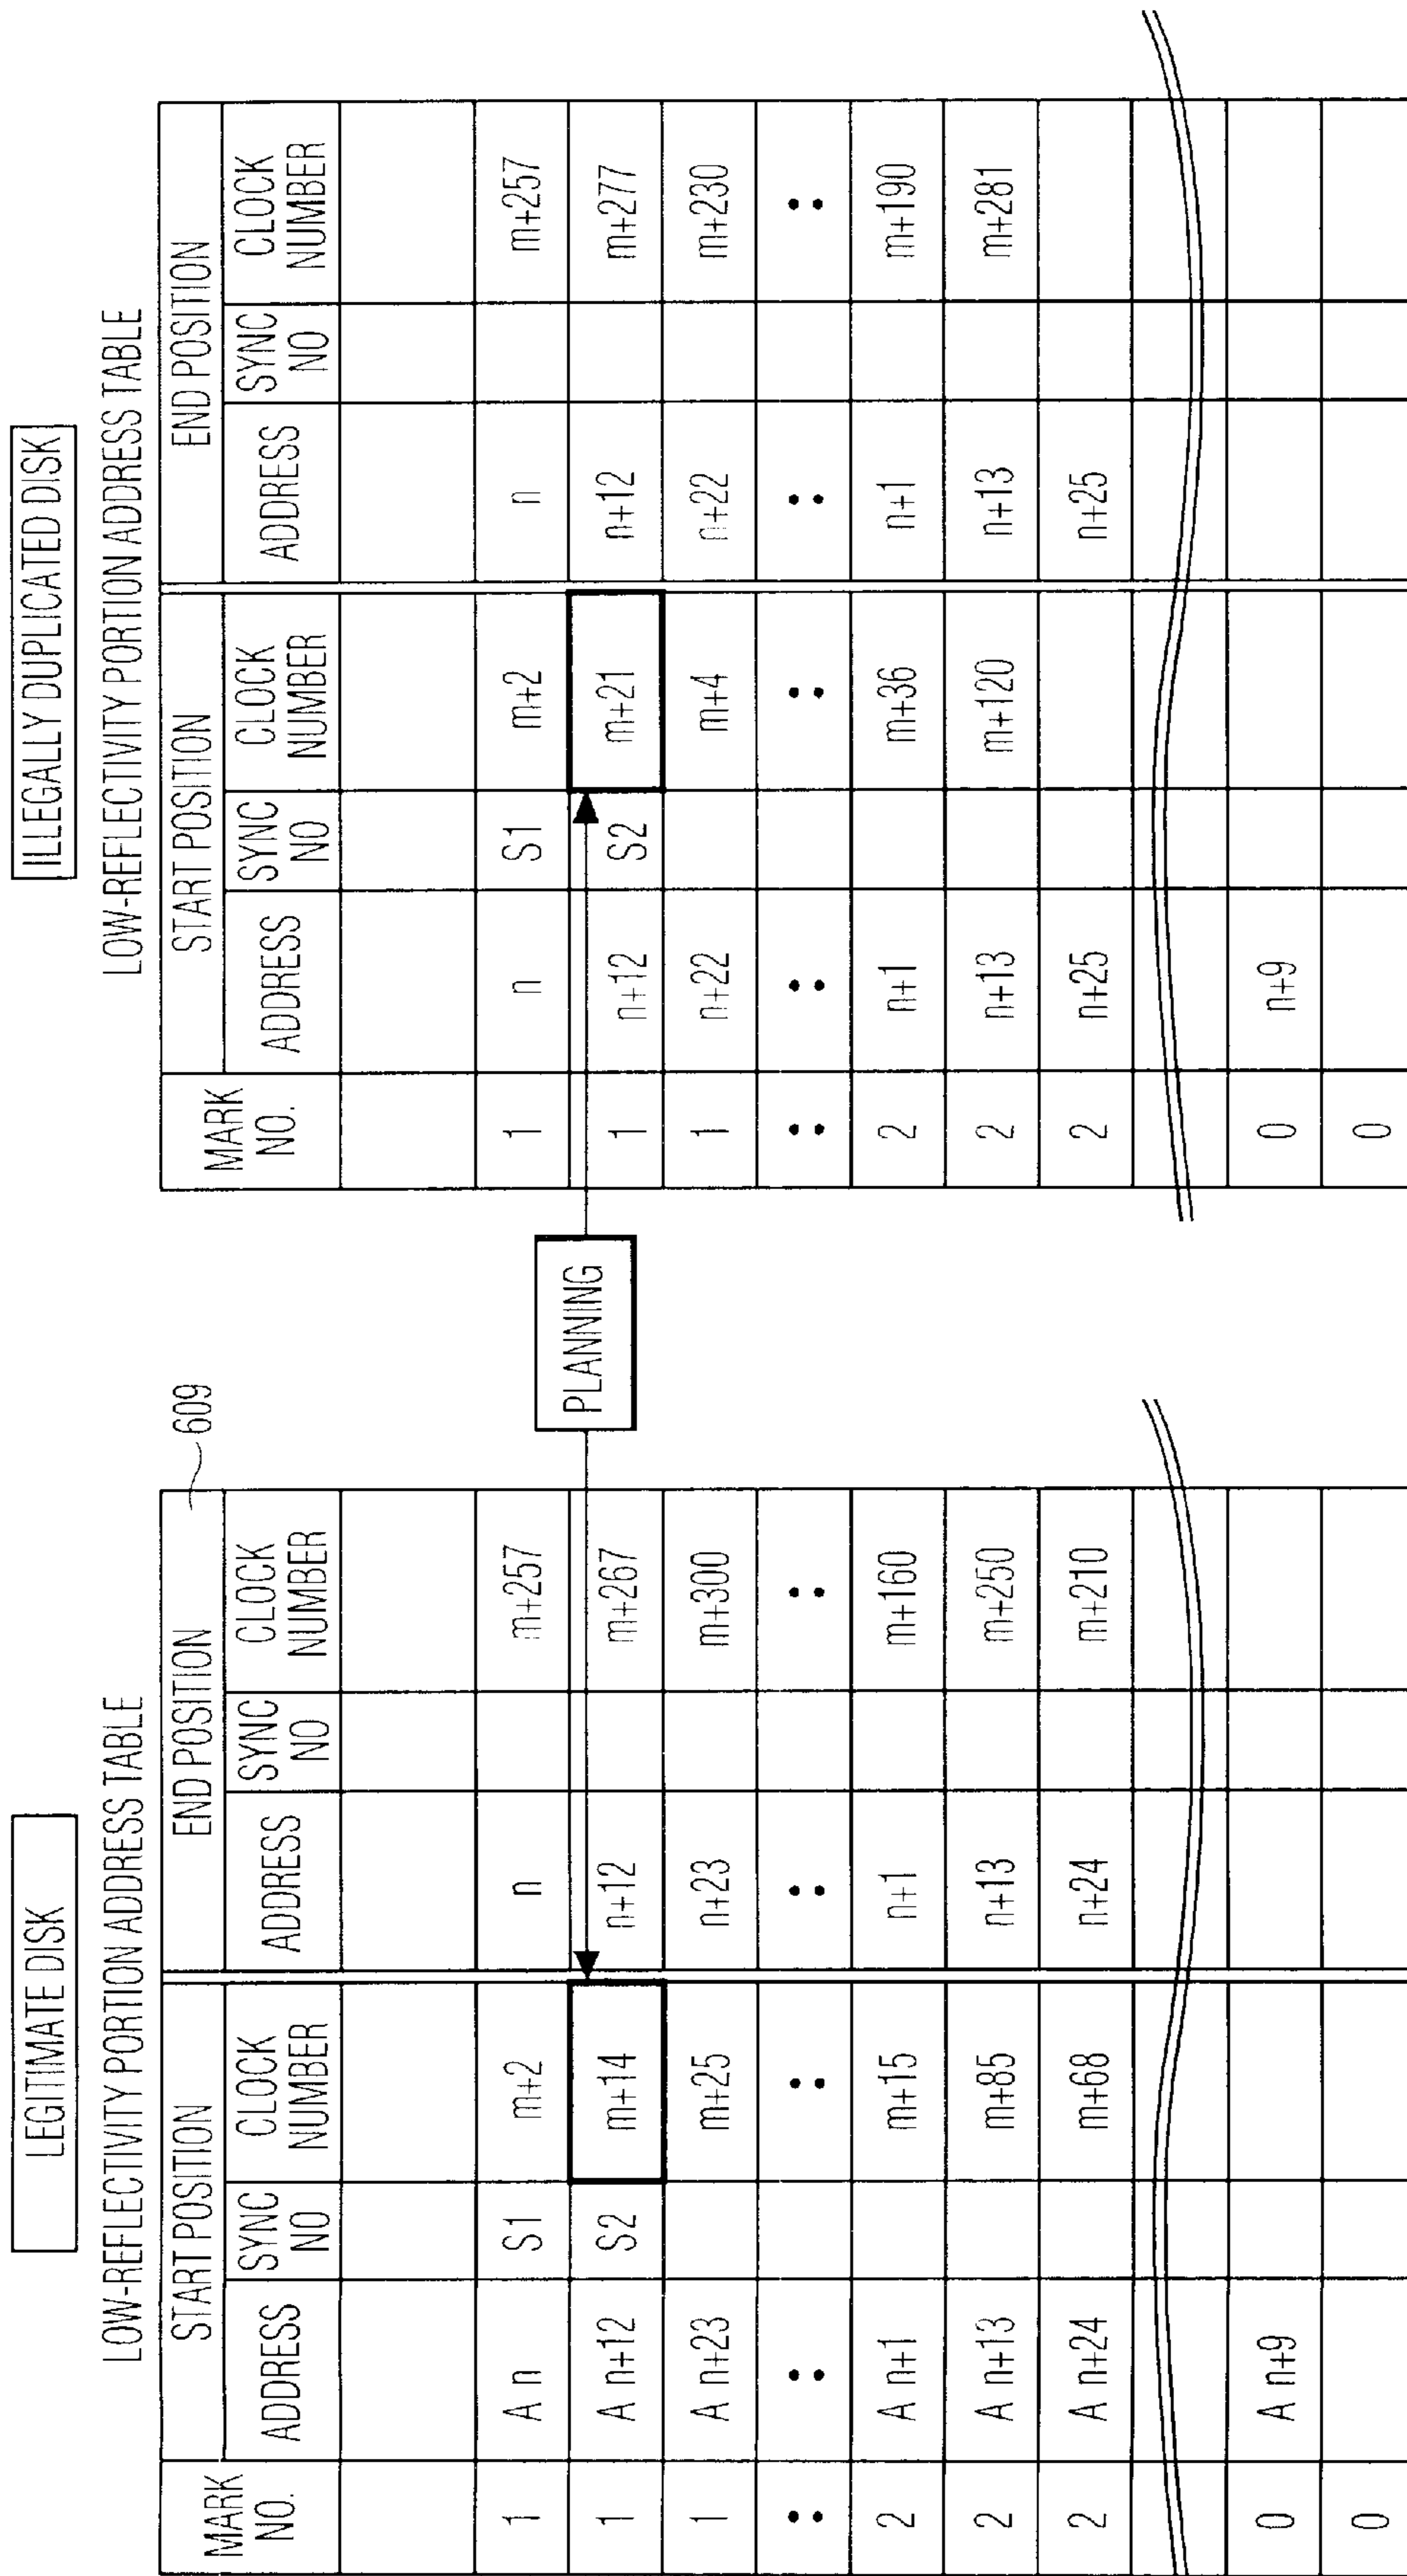 LEGITIMATE DISK
LOW-REFLECTIVITY PORTION ADDRESS TABLE
609
MARK NO. START POSITION END POSITION
ADDRESS SYNC NO CLOCK NUMBER ADDRESS SYNC NO CLOCK NUMBER
1 A n S1 m+2 n m+257
1 A n+12 S2 m+14 n+12 m+267
1 A n+23 m+25 n+23 m+300
: : : : :
2 A n+1 m+15 n+1 m+160
2 A n+13 m+85 n+13 m+250
2 A n+24 m+68 n+24 m+210
0 A n+9
0
PLANNING
ILLEGALLY DUPLICATED DISK
LOW-REFLECTIVITY PORTION ADDRESS TABLE
MARK NO. START POSITION END POSITION
ADDRESS SYNC NO CLOCK NUMBER ADDRESS SYNC NO CLOCK NUMBER
1 n S1 m+2 n m+257
1 n+12 S2 m+21 n+12 m+277
1 n+22 m+4 n+22 m+230
: : : : :
2 n+1 m+36 n+1 m+190
2 n+13 m+120 n+13 m+281
2 n+25 n+25
0 n+9
0